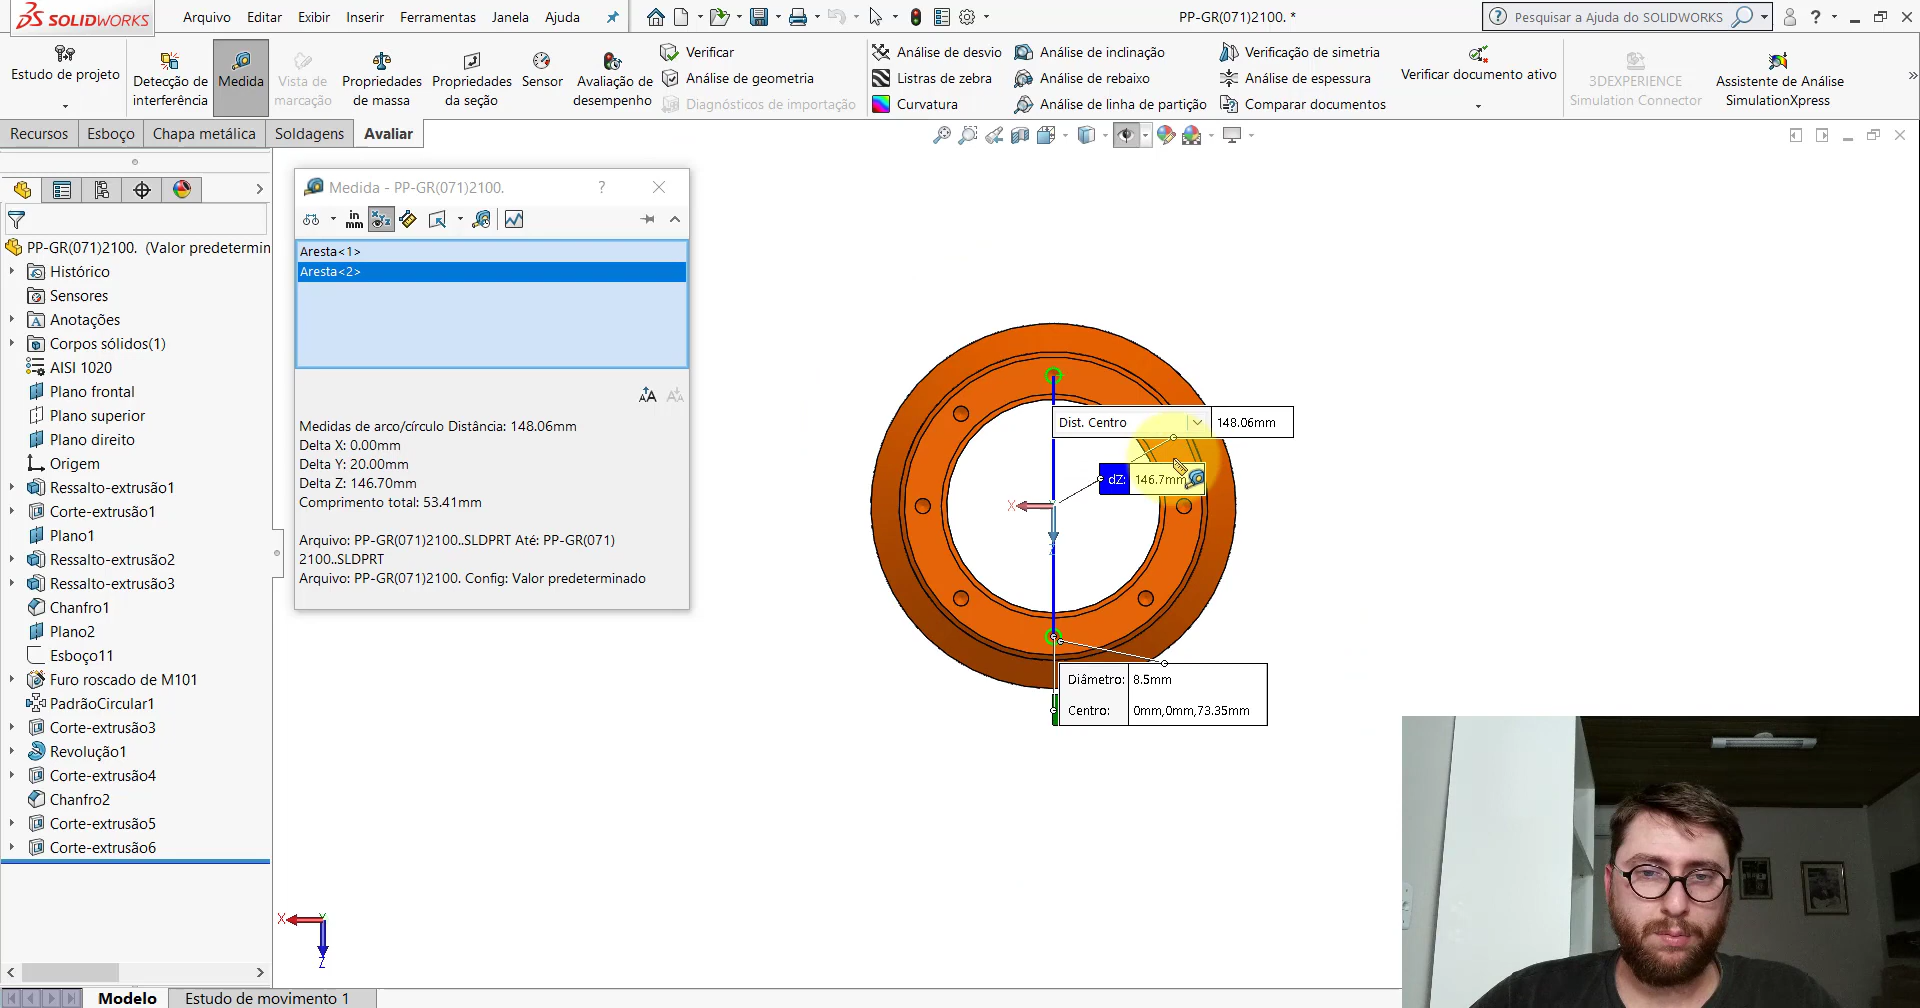 SOLIDWORKS
Arquivo Editar Exibir Inserir Ferramentas Janela Ajuda
PP-GR(071)2100. *
Pesquisar a Ajuda do SOLIDWORKS
Estudo de projeto
Detecção de interferência
Medida
Vista de marcação
Propriedades de massa
Propriedades da seção
Sensor
Avaliação de desempenho
Verificar
Análise de geometria
Diagnósticos de importação
Análise de desvio
Listras de zebra
Curvatura
Análise de inclinação
Análise de rebaixo
Análise de linha de partição
Verificação de simetria
Análise de espessura
Comparar documentos
Verificar documento ativo
3DEXPERIENCE
Simulation Connector
Assistente de Análise
SimulationXpress
Recursos Esboço Chapa metálica Soldagens Avaliar
PP-GR(071)2100. (Valor predetermin
Histórico
Sensores
Anotações
Corpos sólidos(1)
AISI 1020
Plano frontal
Plano superior
Plano direito
Origem
Ressalto-extrusão1
Corte-extrusão1
Plano1
Ressalto-extrusão2
Ressalto-extrusão3
Chanfro1
Plano2
Esboço11
Furo roscado de M101
PadrãoCircular1
Corte-extrusão3
Revolução1
Corte-extrusão4
Chanfro2
Corte-extrusão5
Corte-extrusão6
Medida - PP-GR(071)2100.
in
mm
Aresta<1>
Aresta<2>
Medidas de arco/círculo Distância: 148.06mm
Delta X: 0.00mm
Delta Y: 20.00mm
Delta Z: 146.70mm
Comprimento total: 53.41mm
Arquivo: PP-GR(071)2100..SLDPRT Até: PP-GR(071)
2100..SLDPRT
Arquivo: PP-GR(071)2100. Config: Valor predeterminado
Dist. Centro 148.06mm
dZ: 146.7mm
X
Diâmetro: 8.5mm
Centro: 0mm,0mm,73.35mm
X
Y
Z
Modelo Estudo de movimento 1